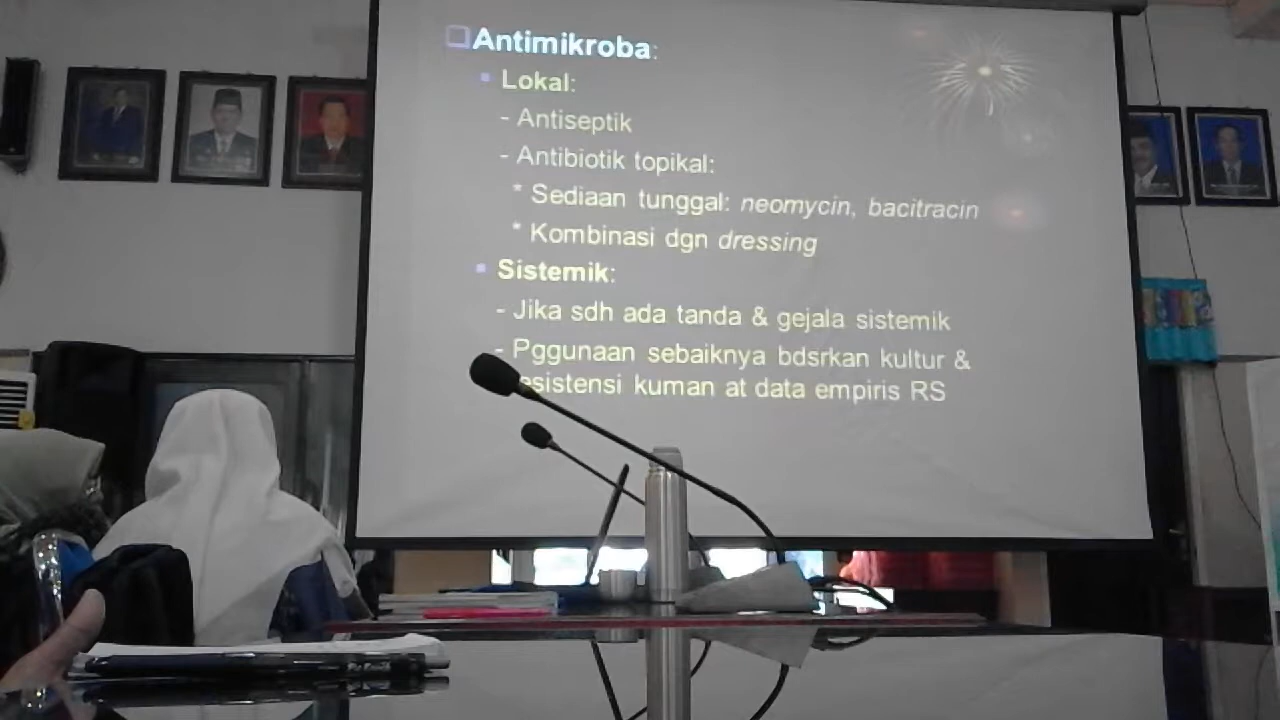 Antimikroba:
Lokal:
- Antiseptik
- Antibiotik topikal:
* Sediaan tunggal: neomycin, bacitracin
* Kombinasi dgn dressing
Sistemik:
- Jika sdh ada tanda & gejala sistemik
- Pggunaan sebaiknya bdsrkan kultur &
esistensi kuman at data empiris RS